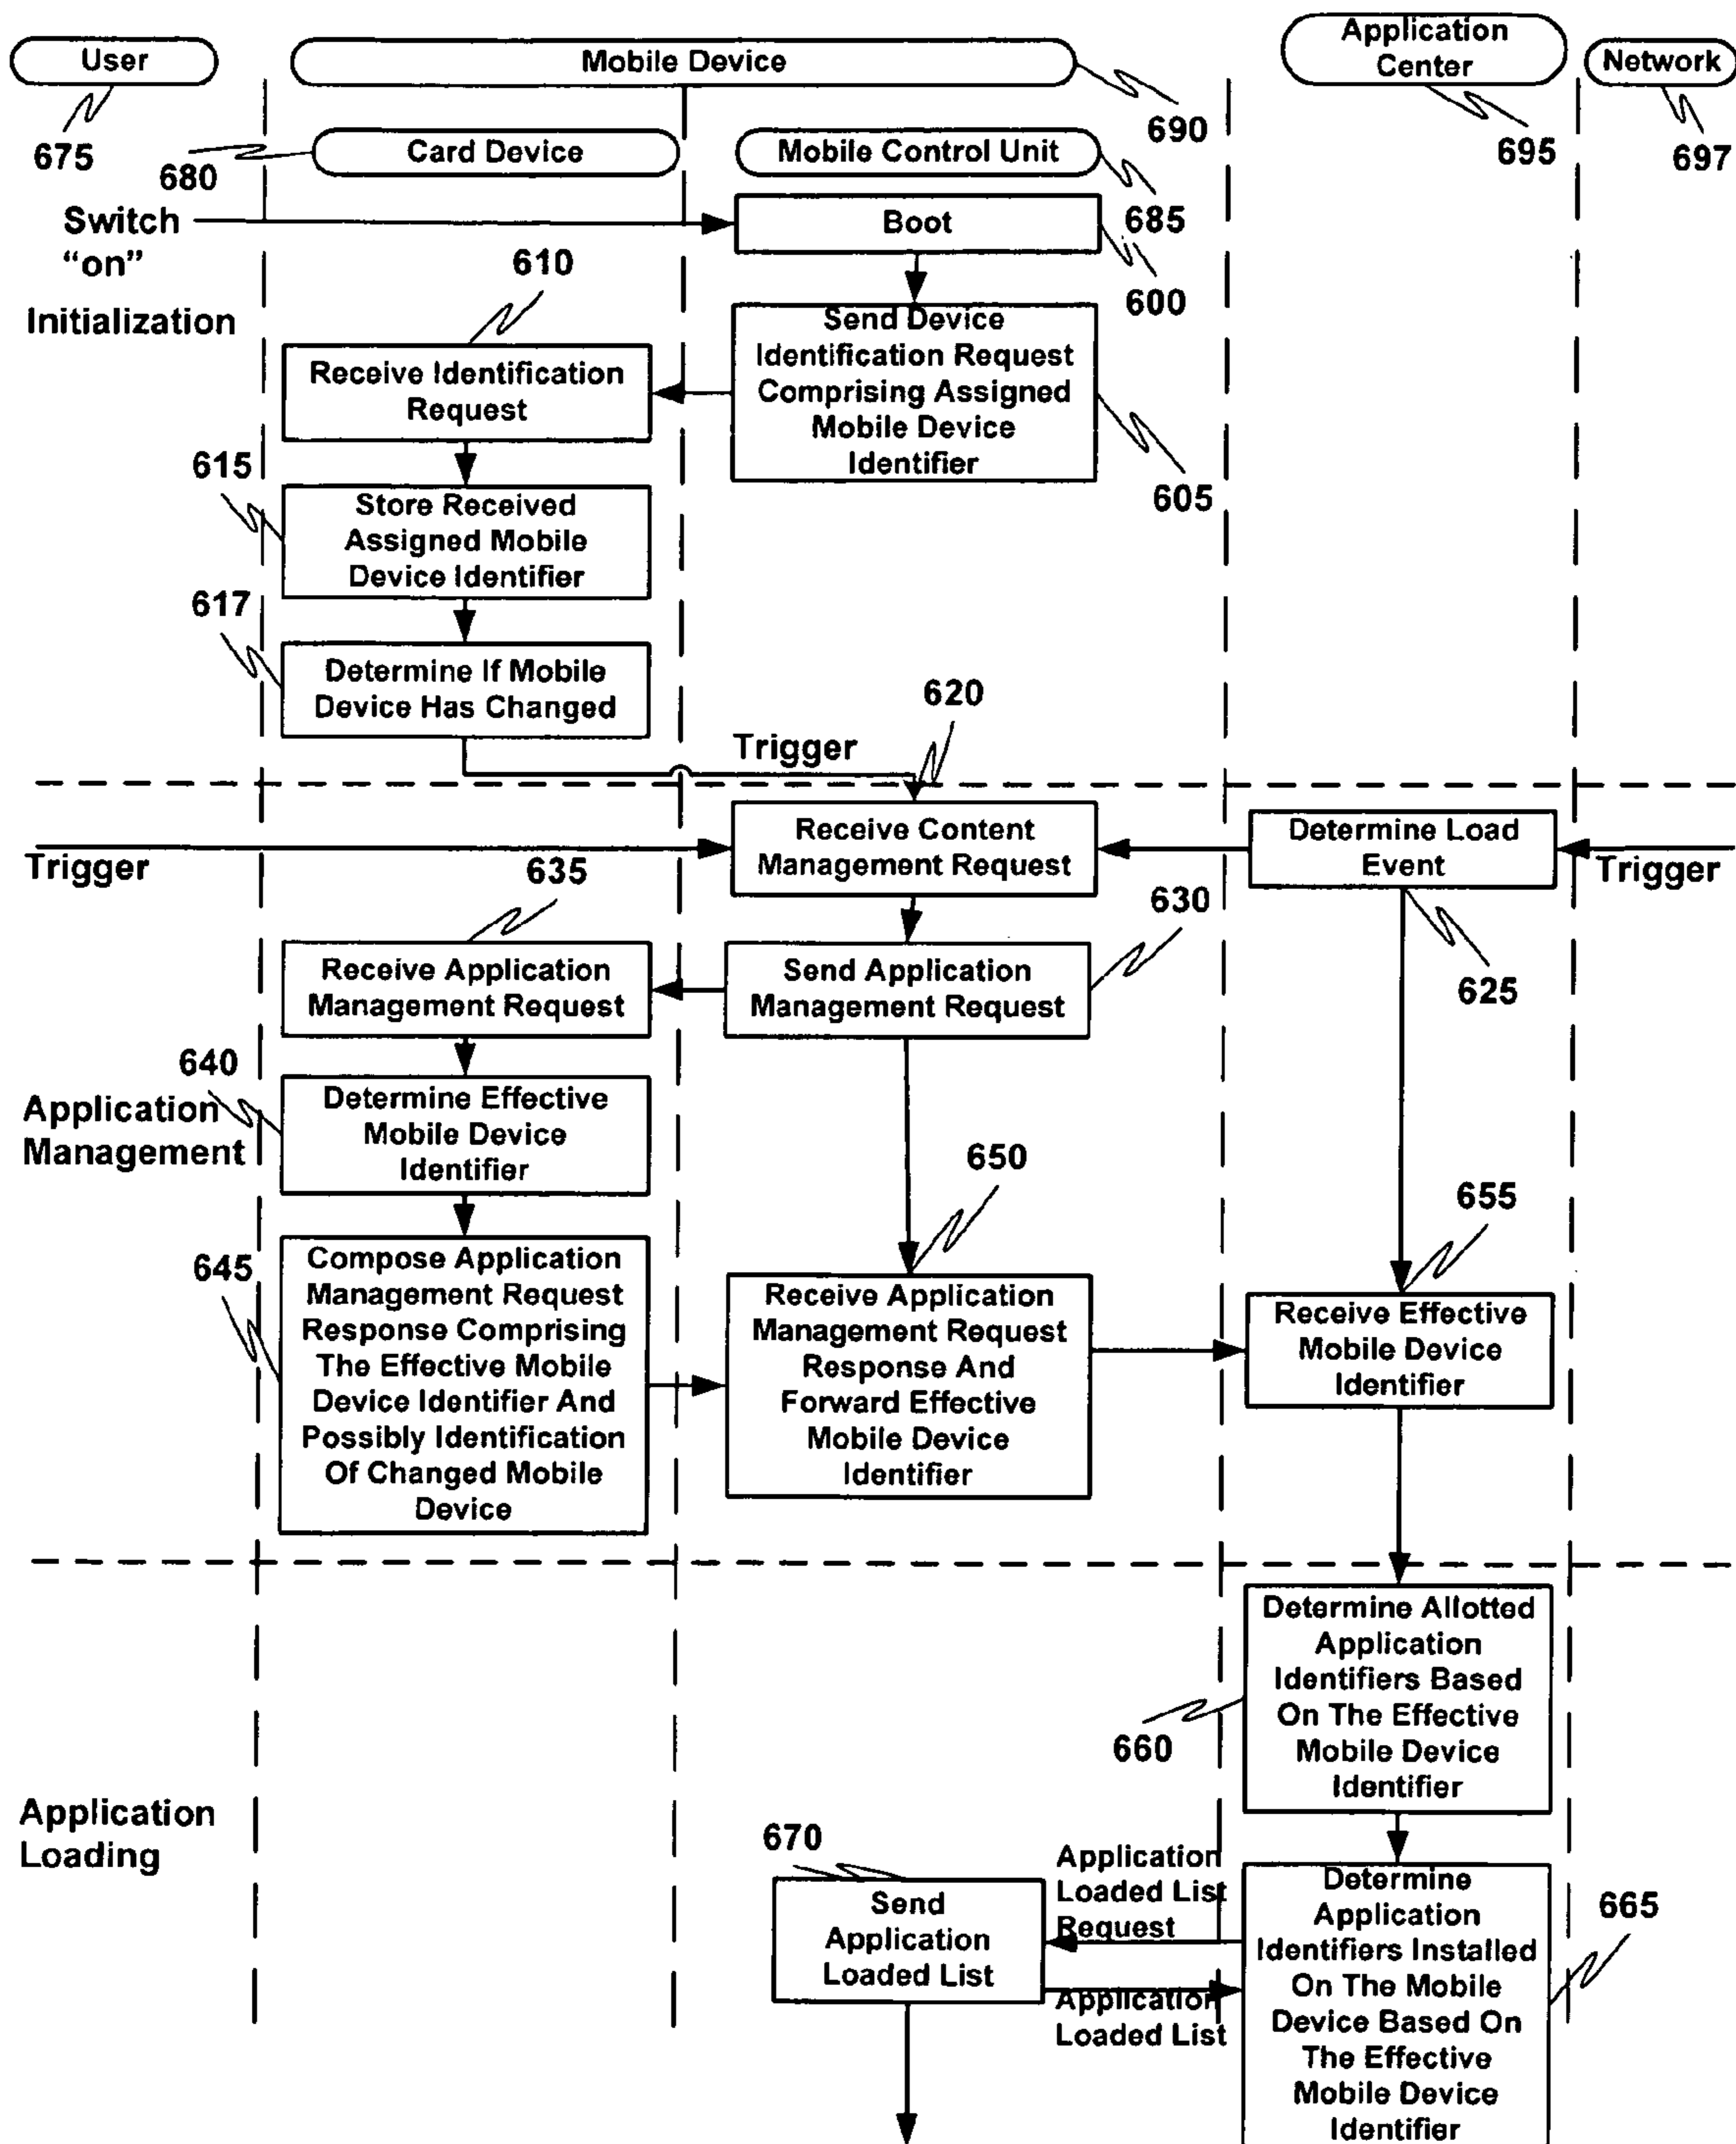 User
Mobile Device
Application
Center
Network
675
680
Card Device
Mobile Control Unit
690
685
695
697
Switch
"on"
Boot
600
Initialization
610
Send Device
Identification Request
Comprising Assigned
Mobile Device
Identifier
605
Receive Identification
Request
615
Store Received
Assigned Mobile
Device Identifier
617
Determine If Mobile
Device Has Changed
Trigger
620
Trigger
Receive Content
Management Request
Determine Load
Event
Trigger
625
635
630
Receive Application
Management Request
Send Application
Management Request
640
Application
Management
Determine Effective
Mobile Device
Identifier
650
655
645
Compose Application
Management Request
Response Comprising
The Effective Mobile
Device Identifier And
Possibly Identification
Of Changed Mobile
Device
Receive Application
Management Request
Response And
Forward Effective
Mobile Device
Identifier
Receive Effective
Mobile Device
Identifier
Determine Allotted
Application
Identifiers Based
On The Effective
Mobile Device
Identifier
660
Application
Loading
670
Send
Application
Loaded List
Application
Loaded List
Request
Application
Loaded List
Determine
Application
Identifiers Installed
On The Mobile
Device Based On
The Effective
Mobile Device
Identifier
665